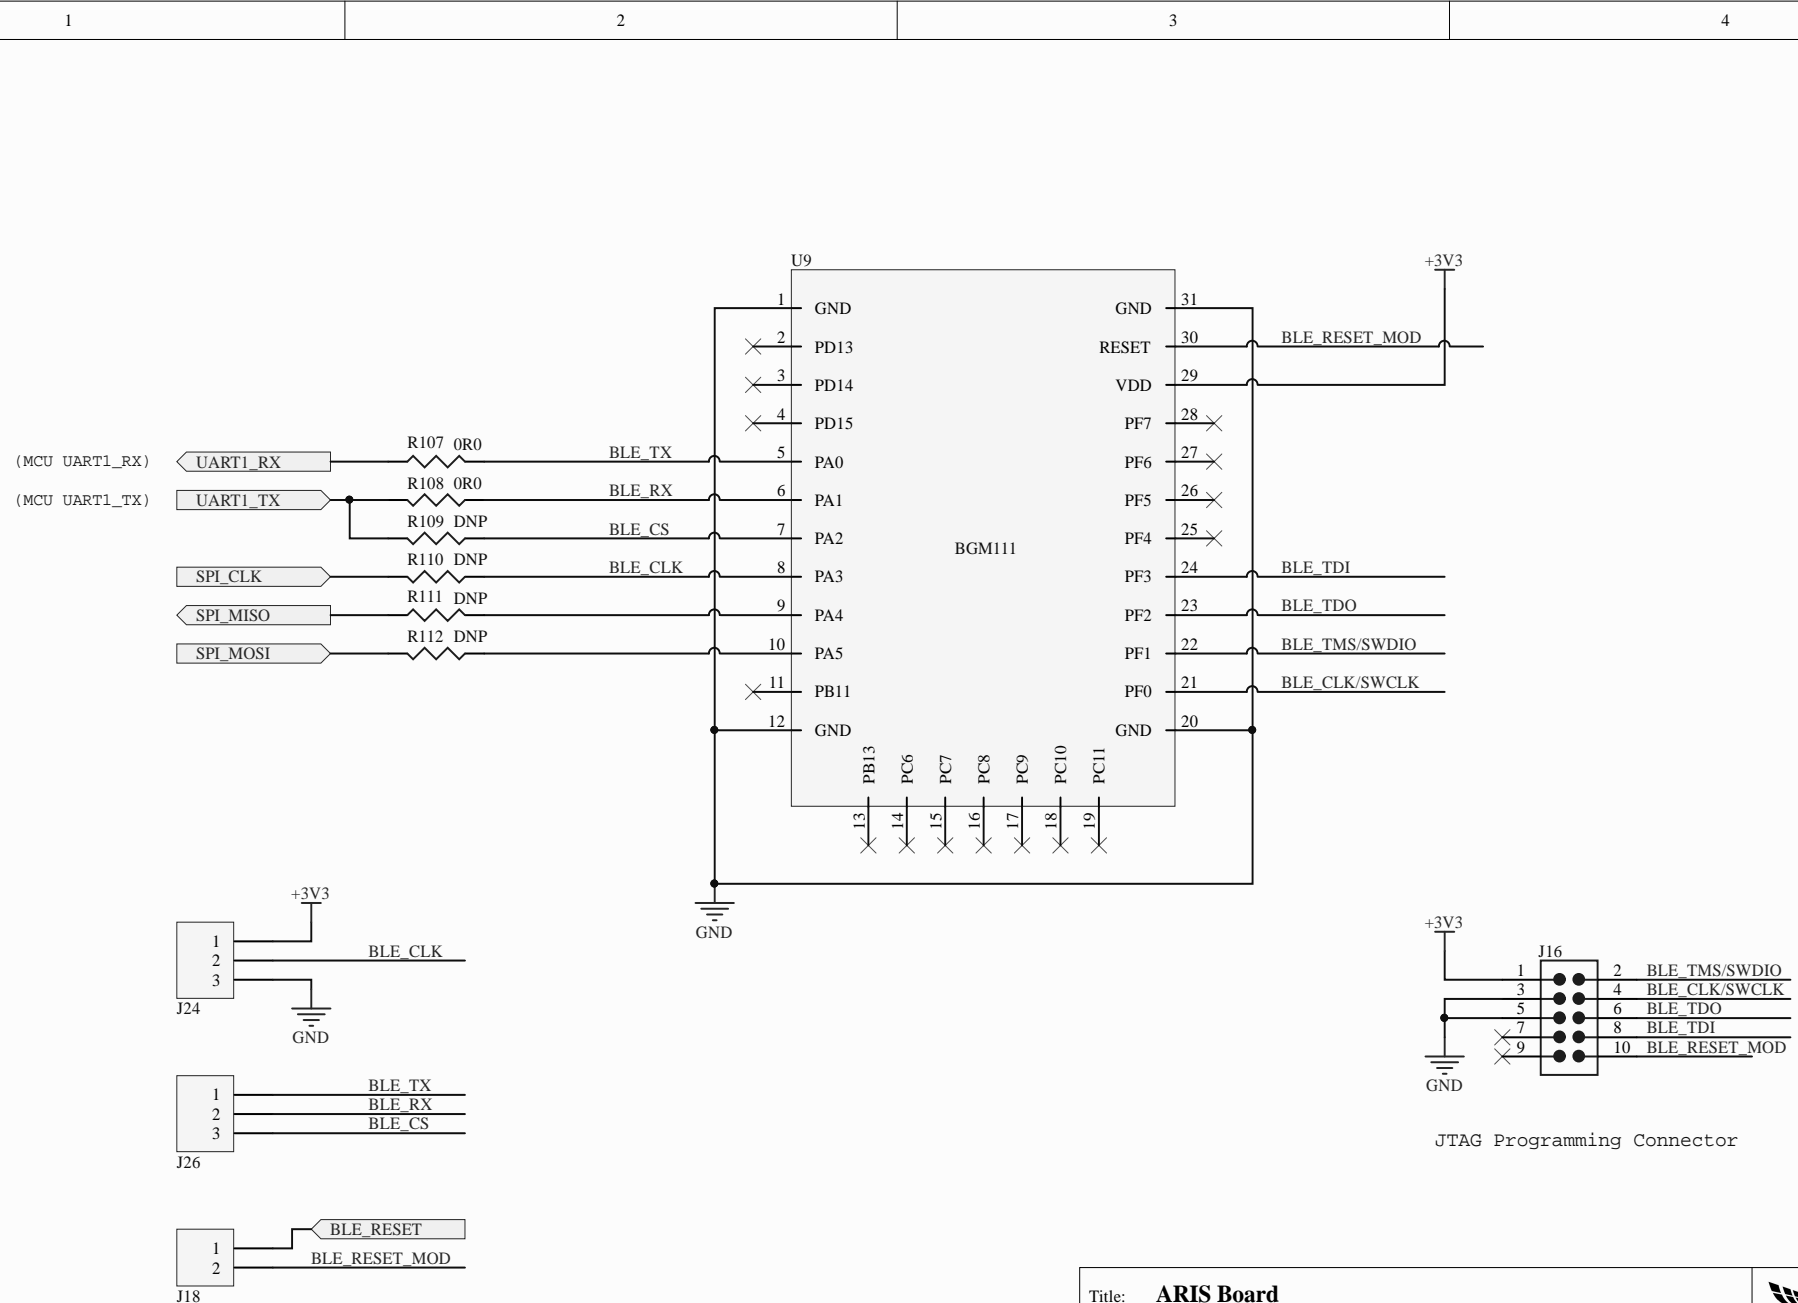 1 2 3 4
U9
+3V3
1 GND GND 31
2 PD13 RESET 30 BLE_RESET_MOD
3 PD14 VDD 29
4 PD15 PF7 28
(MCU UART1_RX) UART1_RX R107 0R0 BLE_TX 5 PA0 PF6 27
(MCU UART1_TX) UART1_TX R108 0R0 BLE_RX 6 PA1 PF5 26
R109 DNP BLE_CS 7 PA2 PF4 25
BGM111
SPI_CLK R110 DNP BLE_CLK 8 PA3 PF3 24 BLE_TDI
SPI_MISO R111 DNP 9 PA4 PF2 23 BLE_TDO
SPI_MOSI R112 DNP 10 PA5 PF1 22 BLE_TMS/SWDIO
11 PB11 PF0 21 BLE_CLK/SWCLK
12 GND GND 20
PB13 PC6 PC7 PC8 PC9 PC10 PC11
13 14 15 16 17 18 19
GND
+3V3
1
2 BLE_CLK
3
J24
GND
+3V3
J16
1 2 BLE_TMS/SWDIO
3 4 BLE_CLK/SWCLK
5 6 BLE_TDO
7 8 BLE_TDI
9 10 BLE_RESET_MOD
GND
JTAG Programming Connector
1 BLE_TX
2 BLE_RX
3 BLE_CS
J26
BLE_RESET
1
2 BLE_RESET_MOD
J18
Title: ARIS Board